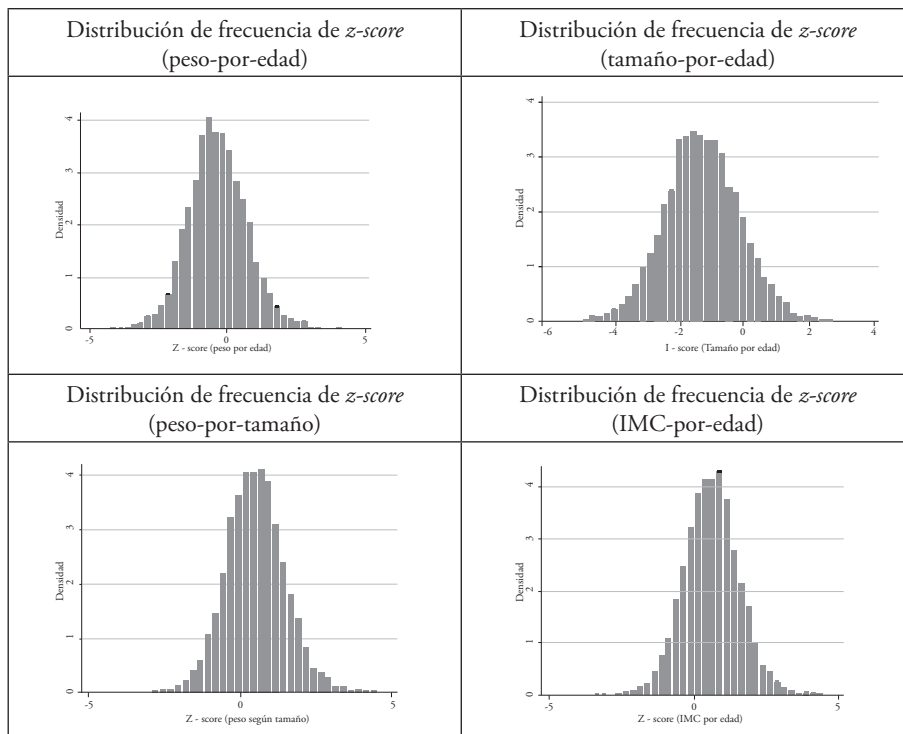 Distribución de frecuencia de z-score
(peso-por-edad)
Distribución de frecuencia de z-score
(tamaño-por-edad)
Densidad
4
3
2
1
0
-5
0
5
Z - score (peso por edad)
Densidad
4
3
2
1
0
-6
-4
-2
0
2
4
I - score (Tamaño por edad)
Distribución de frecuencia de z-score
(peso-por-tamaño)
Distribución de frecuencia de z-score
(IMC-por-edad)
Densidad
4
3
2
1
0
-5
0
5
Z - score (peso según tamaño)
Densidad
4
3
2
1
0
-5
0
5
Z - score (IMC por edad)